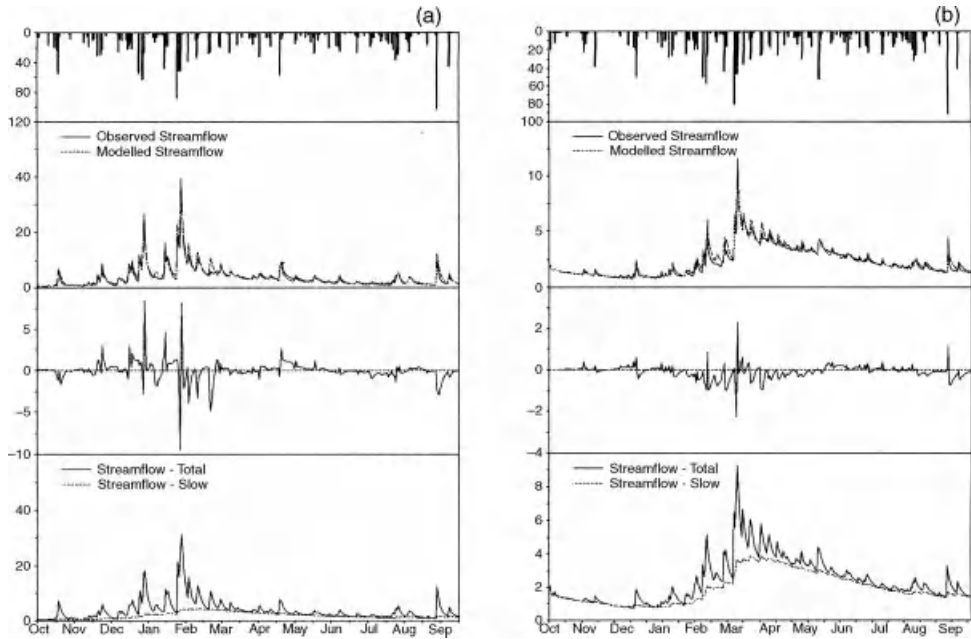 (a)
0
40
80
120
Observed Streamflow
Modelled Streamflow
40
20
0
5
0
−5
−10
Streamflow - Total
Streamflow - Slow
40
20
0
Oct Nov Dec Jan Feb Mar Apr May Jun Jul Aug Sep
(b)
0
20
40
60
80
100
Observed Streamflow
Modelled Streamflow
10
5
0
2
0
−2
−4
Streamflow - Total
Streamflow - Slow
8
6
4
2
0
Oct Nov Dec Jan Feb Mar Apr May Jun Jul Aug Sep